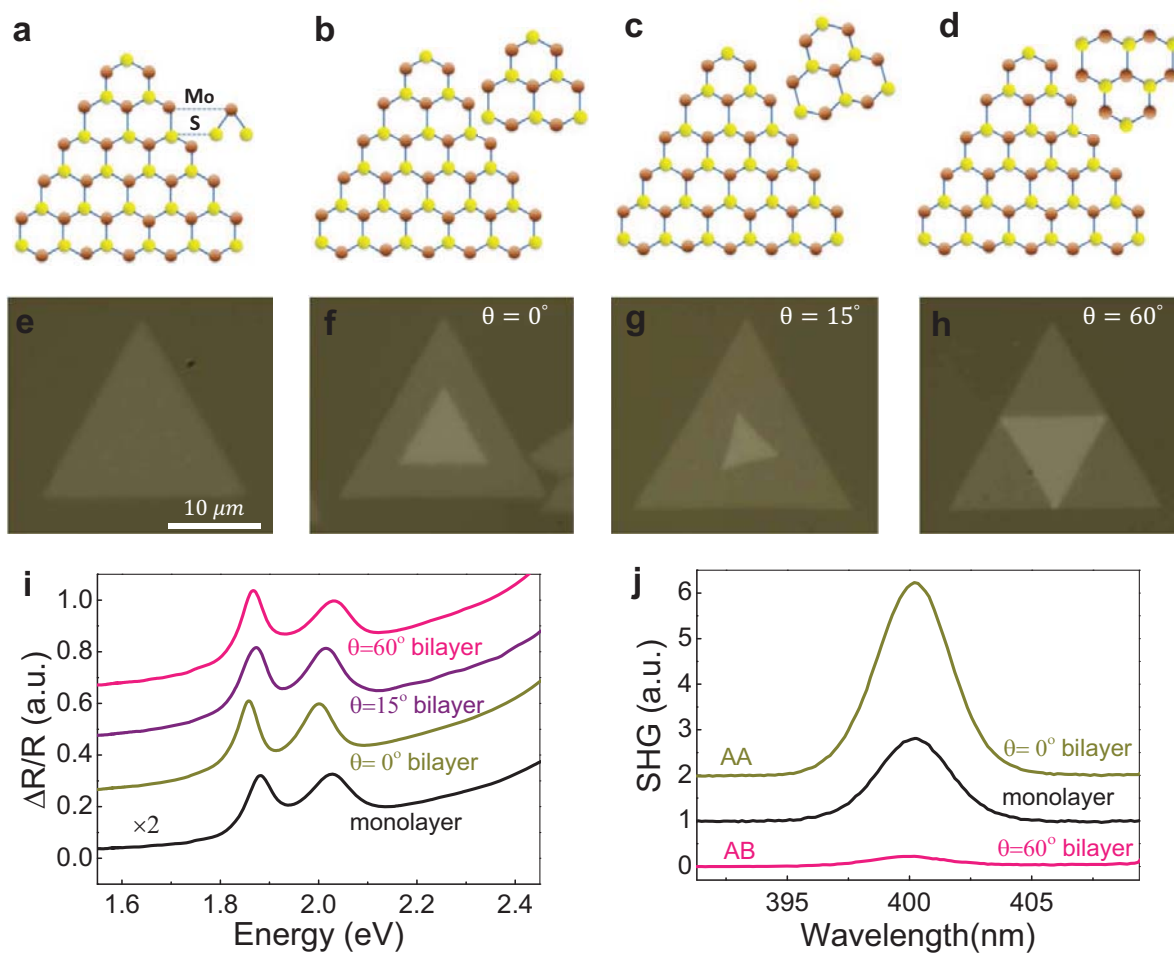 a
b
c
d
Mo
S
e
f
θ = 0°
g
θ = 15°
h
θ = 60°
10 μm
i
1.0
0.8
0.6
0.4
0.2
0.0
ΔR/R (a.u.)
θ=60° bilayer
θ=15° bilayer
θ= 0° bilayer
×2
monolayer
1.6
1.8
2.0
2.2
2.4
Energy (eV)
j
6
5
4
3
2
1
0
SHG (a.u.)
AA
θ= 0° bilayer
monolayer
AB
θ=60° bilayer
395
400
405
Wavelength(nm)